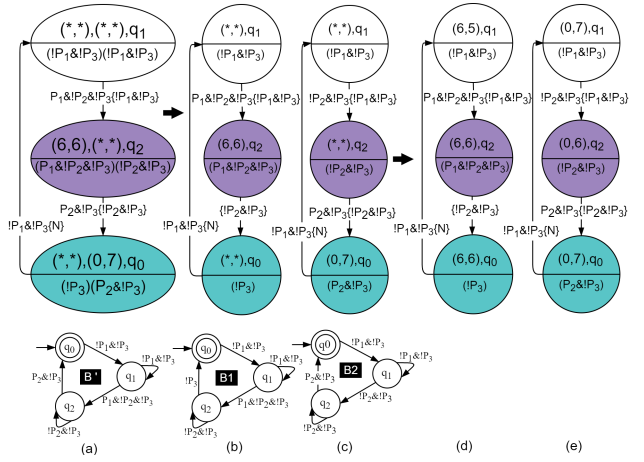 (*,*),(*,*),q1
(!P1&!P3)(!P1&!P3)
P1&!P2&!P3{!P1&!P3}
(6,6),(*,*),q2
(P1&!P2&!P3)(!P2&!P3)
P2&!P3{!P2&!P3}
!P1&!P3{N}
(*,*),(0,7),q0
(!P3)(P2&!P3)
(*,*),q1
(!P1&!P3)
P1&!P2&!P3{!P1&!P3}
(6,6),q2
(P1&!P2&!P3)
{!P2&!P3}
!P1&!P3{N}
(*,*),q0
(!P3)
(*,*),q1
(!P1&!P3)
!P2&!P3{!P1&!P3}
(*,*),q2
(!P2&!P3)
P2&!P3{!P2&!P3}
!P1&!P3{N}
(0,7),q0
(P2&!P3)
(6,5),q1
(!P1&!P3)
P1&!P2&!P3{!P1&!P3}
(6,6),q2
(P1&!P2&!P3)
{!P2&!P3}
!P1&!P3{N}
(6,6),q0
(!P3)
(0,7),q1
(!P1&!P3)
!P2&!P3{!P1&!P3}
(0,6),q2
(!P2&!P3)
P2&!P3{!P2&!P3}
!P1&!P3{N}
(0,7),q0
(P2&!P3)
q0
!P1&!P3
!P1&!P3
P2&!P3
B'
q1
P1&!P2&!P3
q2
!P2&!P3
q0
!P1&!P3
!P1&!P3
!P3
B1
q1
P1&!P2&!P3
q2
!P2&!P3
q0
!P1&!P3
!P1&!P3
P2&!P3
B2
q1
!P2&!P3
q2
!P2&!P3
(a)
(b)
(c)
(d)
(e)